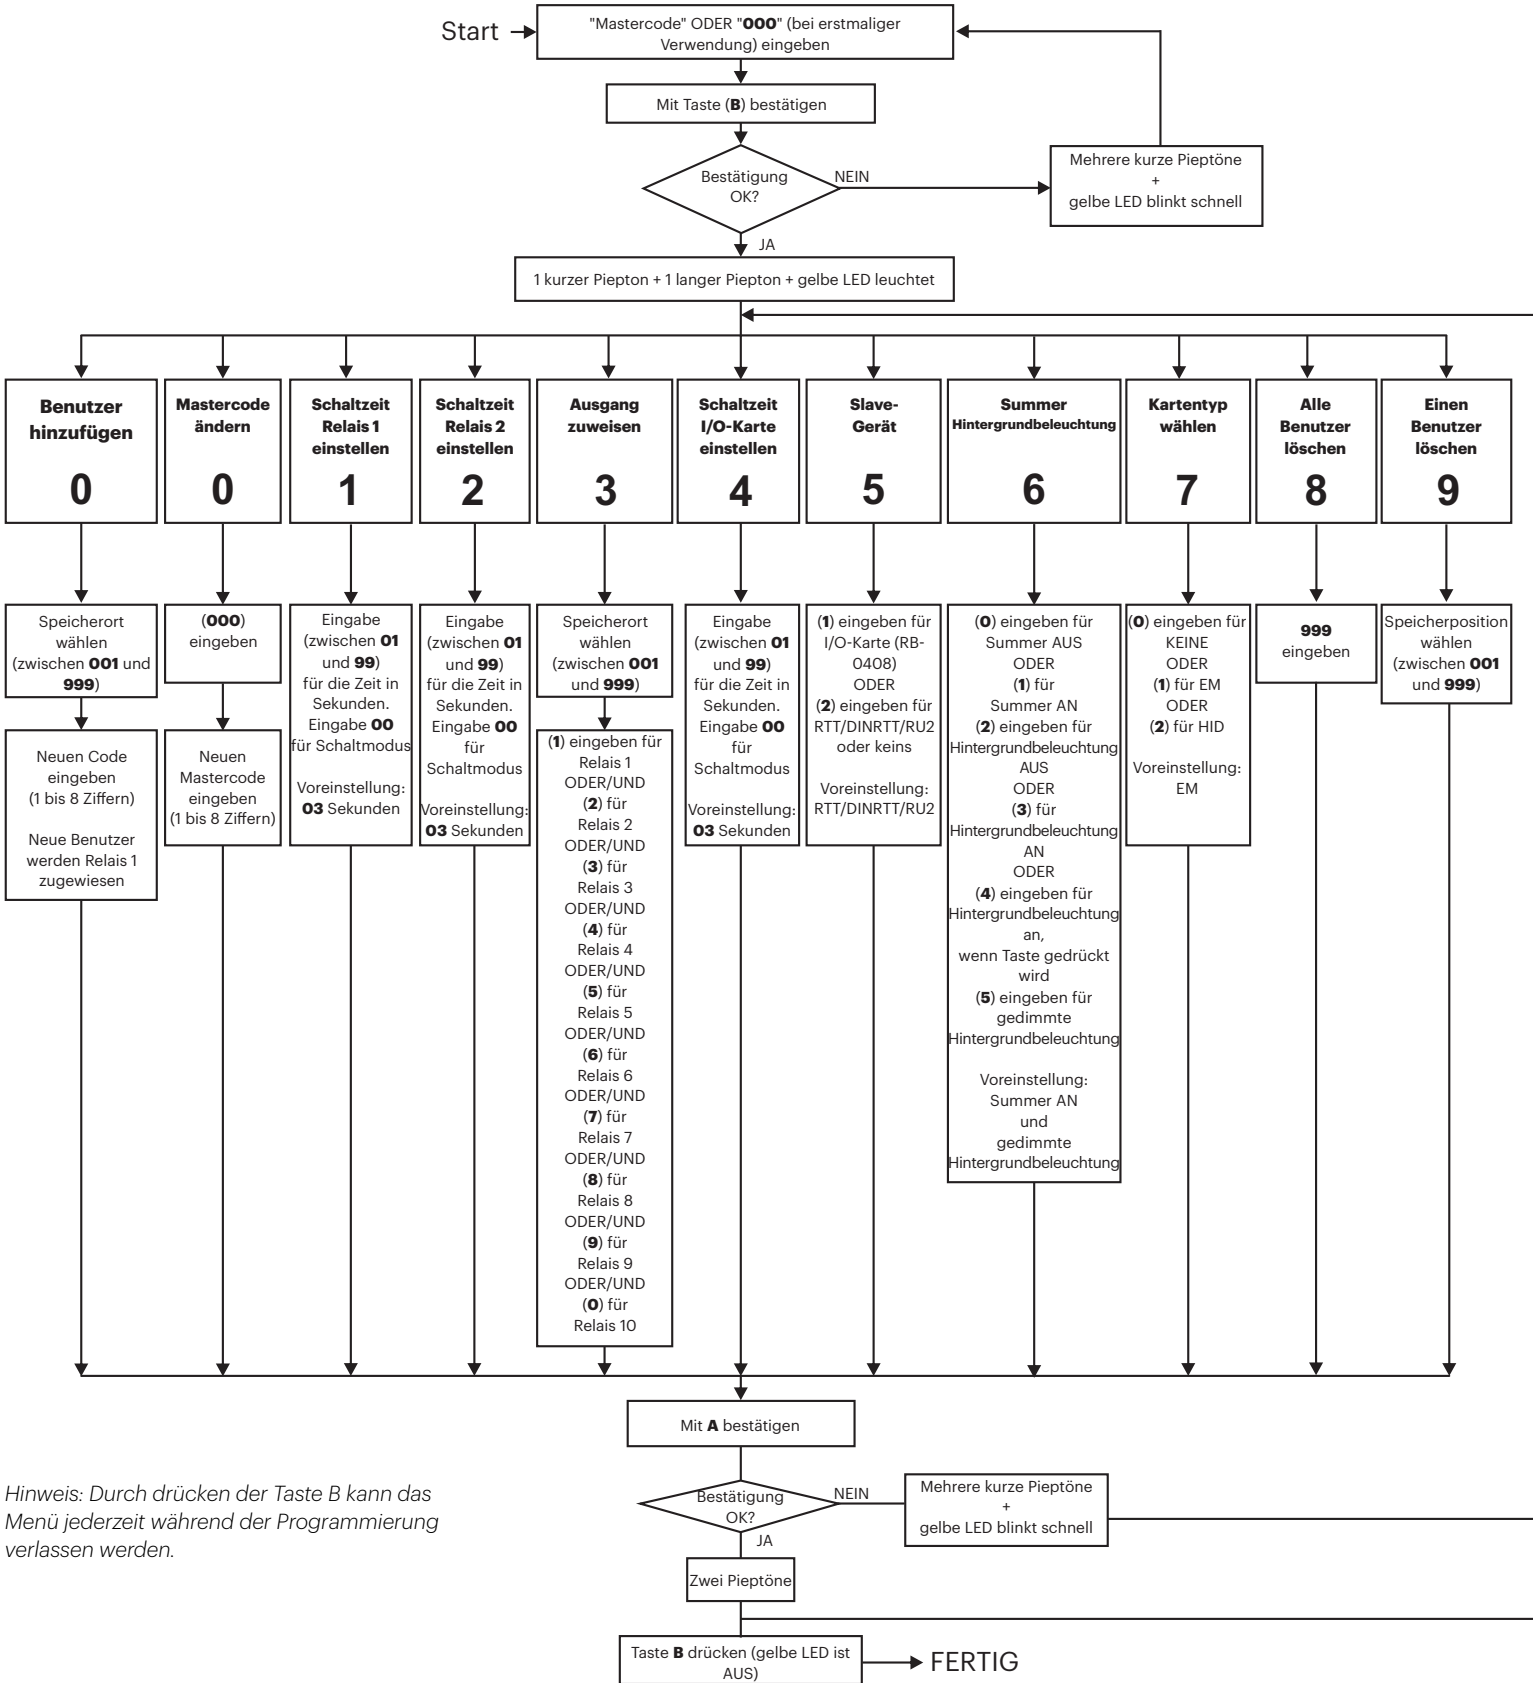 Start
"Mastercode" ODER "000" (bei erstmaliger
Verwendung) eingeben
Mit Taste (B) bestätigen
Bestätigung
OK?
NEIN
Mehrere kurze Pieptöne
+
gelbe LED blinkt schnell
JA
1 kurzer Piepton + 1 langer Piepton + gelbe LED leuchtet
Benutzer
hinzufügen
0
Mastercode
ändern
0
Schaltzeit
Relais 1
einstellen
1
Schaltzeit
Relais 2
einstellen
2
Ausgang
zuweisen
3
Schaltzeit
I/O-Karte
einstellen
4
Slave-
Gerät
5
Summer
Hintergrundbeleuchtung
6
Kartentyp
wählen
7
Alle
Benutzer
löschen
8
Einen
Benutzer
löschen
9
Speicherort
wählen
(zwischen 001 und
999)
Neuen Code
eingeben
(1 bis 8 Ziffern)
Neue Benutzer
werden Relais 1
zugewiesen
(000)
eingeben
Neuen
Mastercode
eingeben
(1 bis 8 Ziffern)
Eingabe
(zwischen 01
und 99)
für die Zeit in
Sekunden.
Eingabe 00
für Schaltmodus
Voreinstellung:
03 Sekunden
Eingabe
(zwischen 01
und 99)
für die Zeit in
Sekunden.
Eingabe 00
für
Schaltmodus
Voreinstellung:
03 Sekunden
Speicherort
wählen
(zwischen 001
und 999)
(1) eingeben für
Relais 1
ODER/UND
(2) für
Relais 2
ODER/UND
(3) für
Relais 3
ODER/UND
(4) für
Relais 4
ODER/UND
(5) für
Relais 5
ODER/UND
(6) für
Relais 6
ODER/UND
(7) für
Relais 7
ODER/UND
(8) für
Relais 8
ODER/UND
(9) für
Relais 9
ODER/UND
(0) für
Relais 10
Eingabe
(zwischen 01
und 99)
für die Zeit in
Sekunden.
Eingabe 00
für
Schaltmodus
Voreinstellung:
03 Sekunden
(1) eingeben für
I/O-Karte (RB-
0408)
ODER
(2) eingeben für
RTT/DINRTT/RU2
oder keins
Voreinstellung:
RTT/DINRTT/RU2
(0) eingeben für
Summer AUS
ODER
(1) für
Summer AN
(2) eingeben für
Hintergrundbeleuchtung
AUS
ODER
(3) für
Hintergrundbeleuchtung
AN
ODER
(4) eingeben für
Hintergrundbeleuchtung
an,
wenn Taste gedrückt
wird
(5) eingeben für
gedimmte
Hintergrundbeleuchtung
Voreinstellung:
Summer AN
und
gedimmte
Hintergrundbeleuchtung
(0) eingeben für
KEINE
ODER
(1) für EM
ODER
(2) für HID
Voreinstellung:
EM
999
eingeben
Speicherposition
wählen
(zwischen 001
und 999)
Mit A bestätigen
Bestätigung
OK?
NEIN
Mehrere kurze Pieptöne
+
gelbe LED blinkt schnell
JA
Zwei Pieptöne
Taste B drücken (gelbe LED ist
AUS)
FERTIG
Hinweis: Durch drücken der Taste B kann das
Menü jederzeit während der Programmierung
verlassen werden.